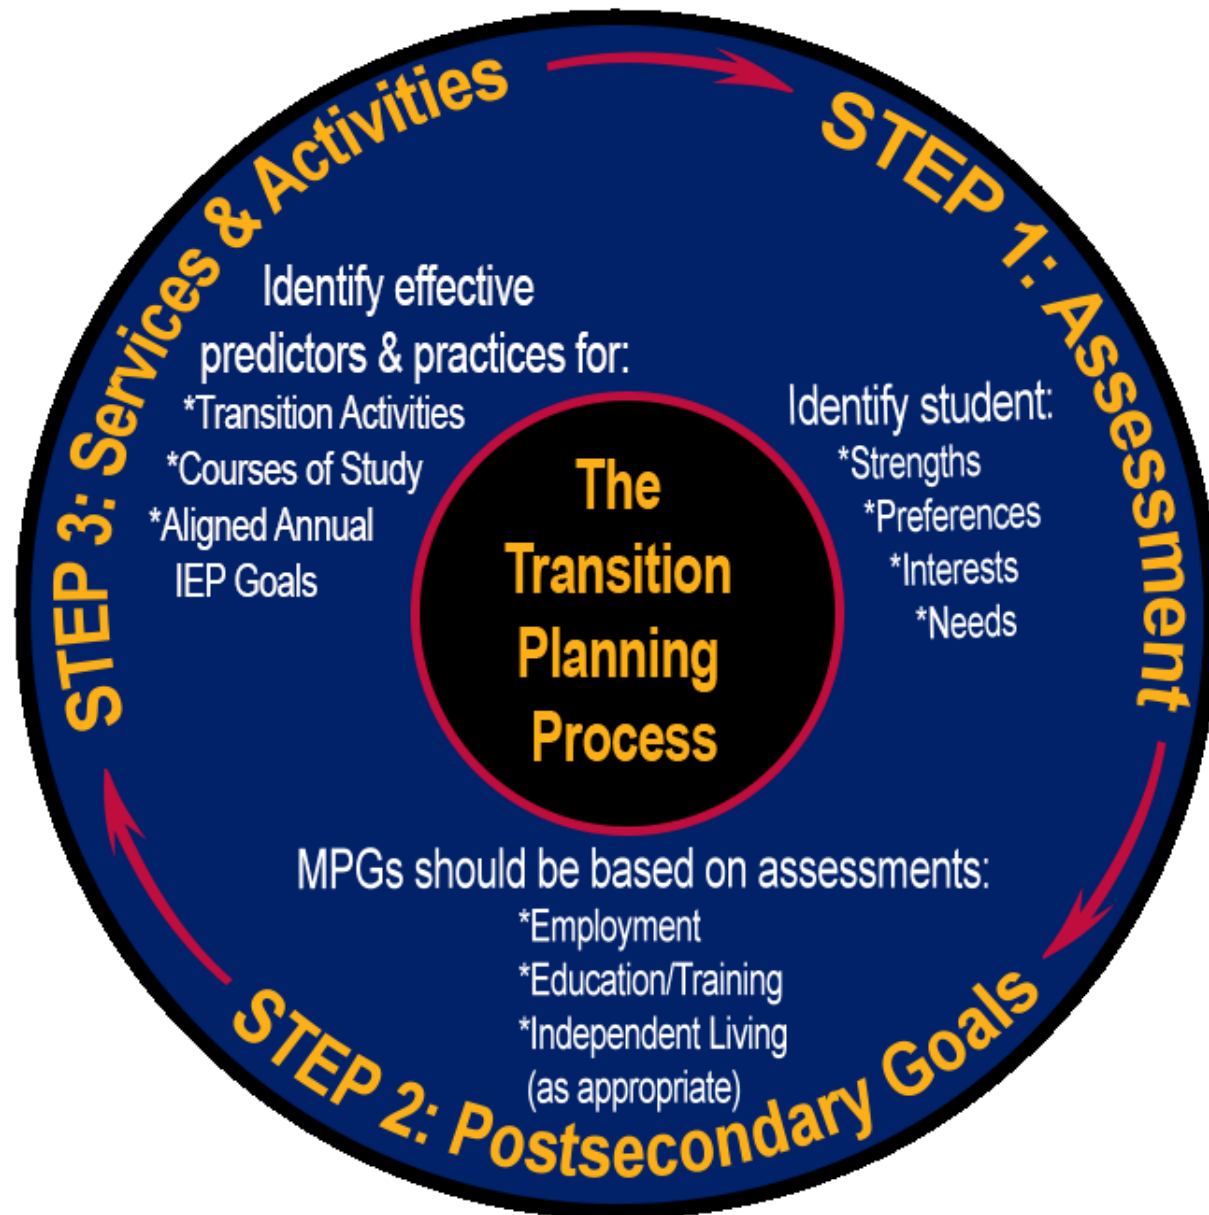 The
Transition
Planning
Process
STEP 1: Assessment
Identify student:
*Strengths
*Preferences
*Interests
*Needs
STEP 2: Postsecondary Goals
MPGs should be based on assessments:
*Employment
*Education/Training
*Independent Living
(as appropriate)
STEP 3: Services & Activities
Identify effective
predictors & practices for:
*Transition Activities
*Courses of Study
*Aligned Annual
IEP Goals